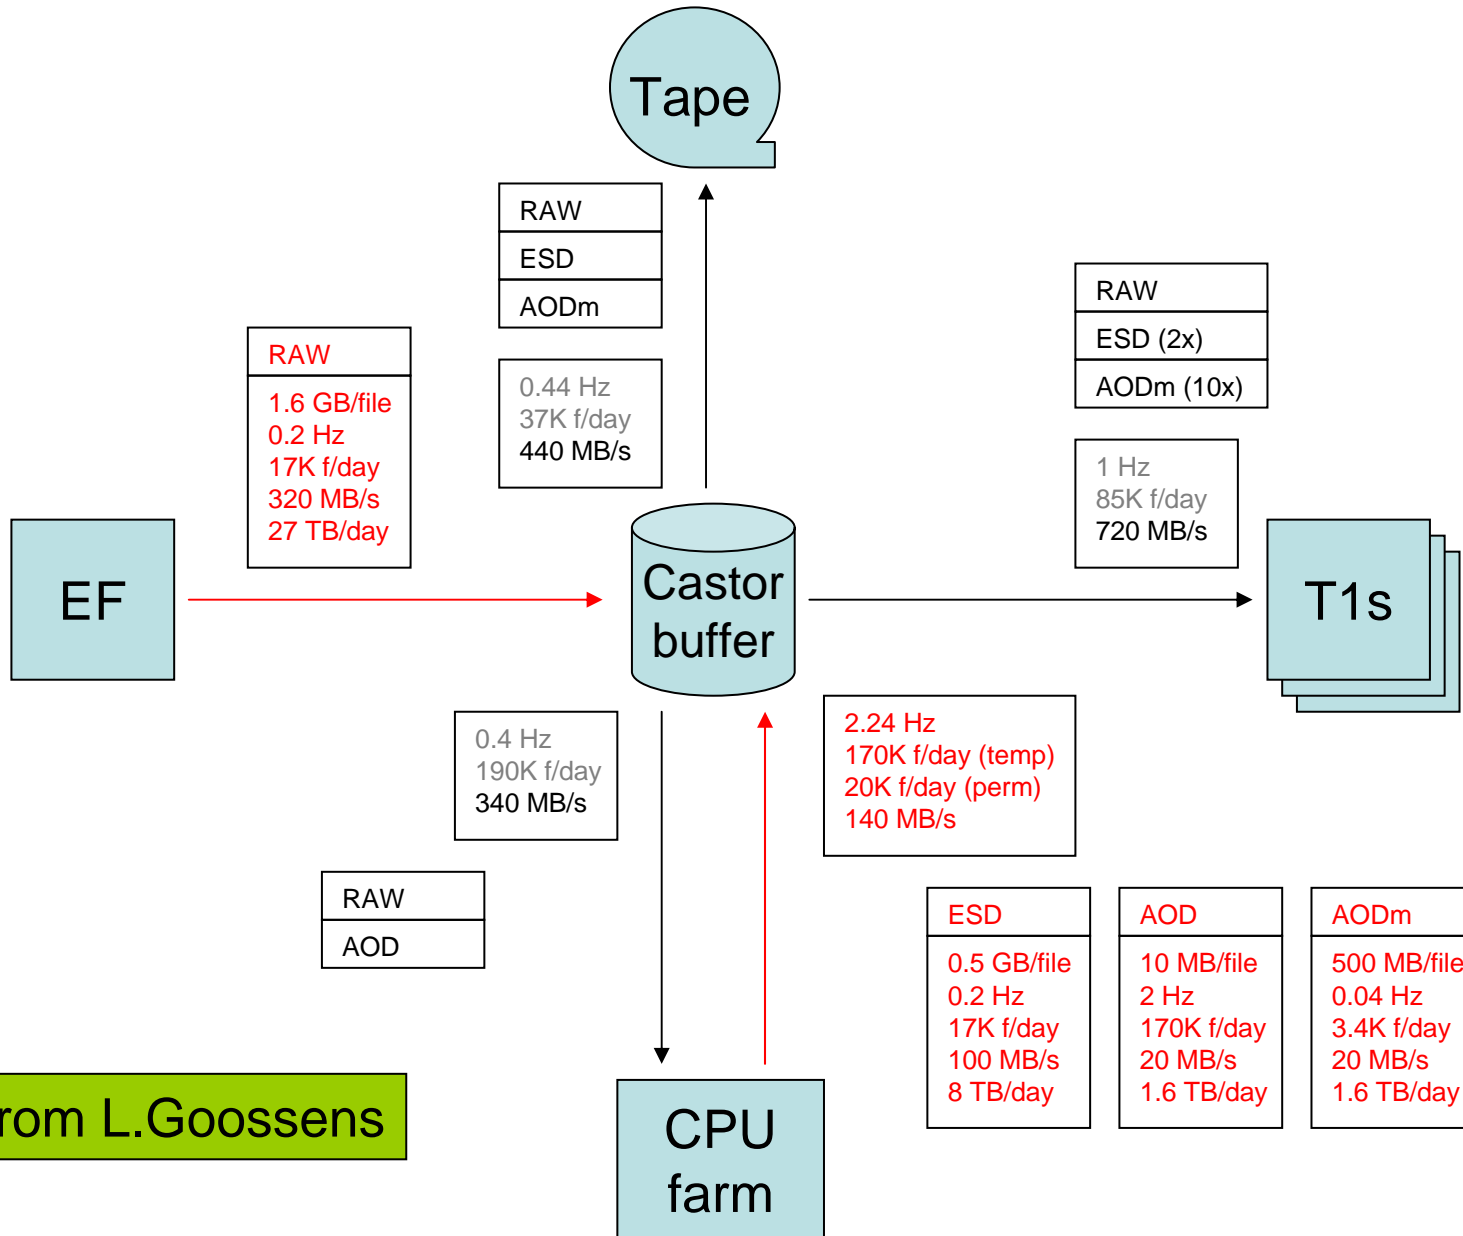 Tape
RAW
ESD
AODm
0.44 Hz
37K f/day
440 MB/s
RAW
ESD (2x)
AODm (10x)
1 Hz
85K f/day
720 MB/s
RAW
1.6 GB/file
0.2 Hz
17K f/day
320 MB/s
27 TB/day
EF
Castor
buffer
T1s
0.4 Hz
190K f/day
340 MB/s
2.24 Hz
170K f/day (temp)
20K f/day (perm)
140 MB/s
RAW
AOD
ESD
0.5 GB/file
0.2 Hz
17K f/day
100 MB/s
8 TB/day
AOD
10 MB/file
2 Hz
170K f/day
20 MB/s
1.6 TB/day
AODm
500 MB/file
0.04 Hz
3.4K f/day
20 MB/s
1.6 TB/day
rom L.Goossens
CPU
farm